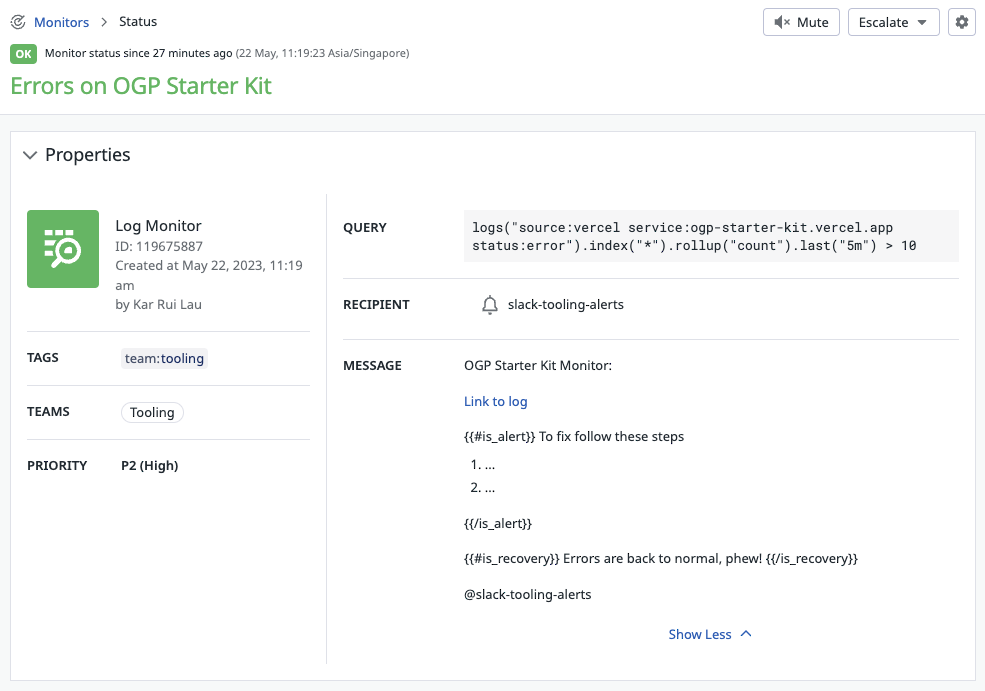 Monitors > Status
Mute
Escalate
OK Monitor status since 27 minutes ago (22 May, 11:19:23 Asia/Singapore)
Errors on OGP Starter Kit
Properties
Log Monitor
ID: 119675887
Created at May 22, 2023, 11:19
am
by Kar Rui Lau
TAGS team:tooling
TEAMS Tooling
PRIORITY P2 (High)
QUERY
logs("source:vercel service:ogp-starter-kit.vercel.app
status:error").index("*").rollup("count").last("5m") > 10
RECIPIENT slack-tooling-alerts
MESSAGE OGP Starter Kit Monitor:
Link to log
{{#is_alert}} To fix follow these steps
1. ...
2. ...
{{/is_alert}}
{{#is_recovery}} Errors are back to normal, phew! {{/is_recovery}}
@slack-tooling-alerts
Show Less